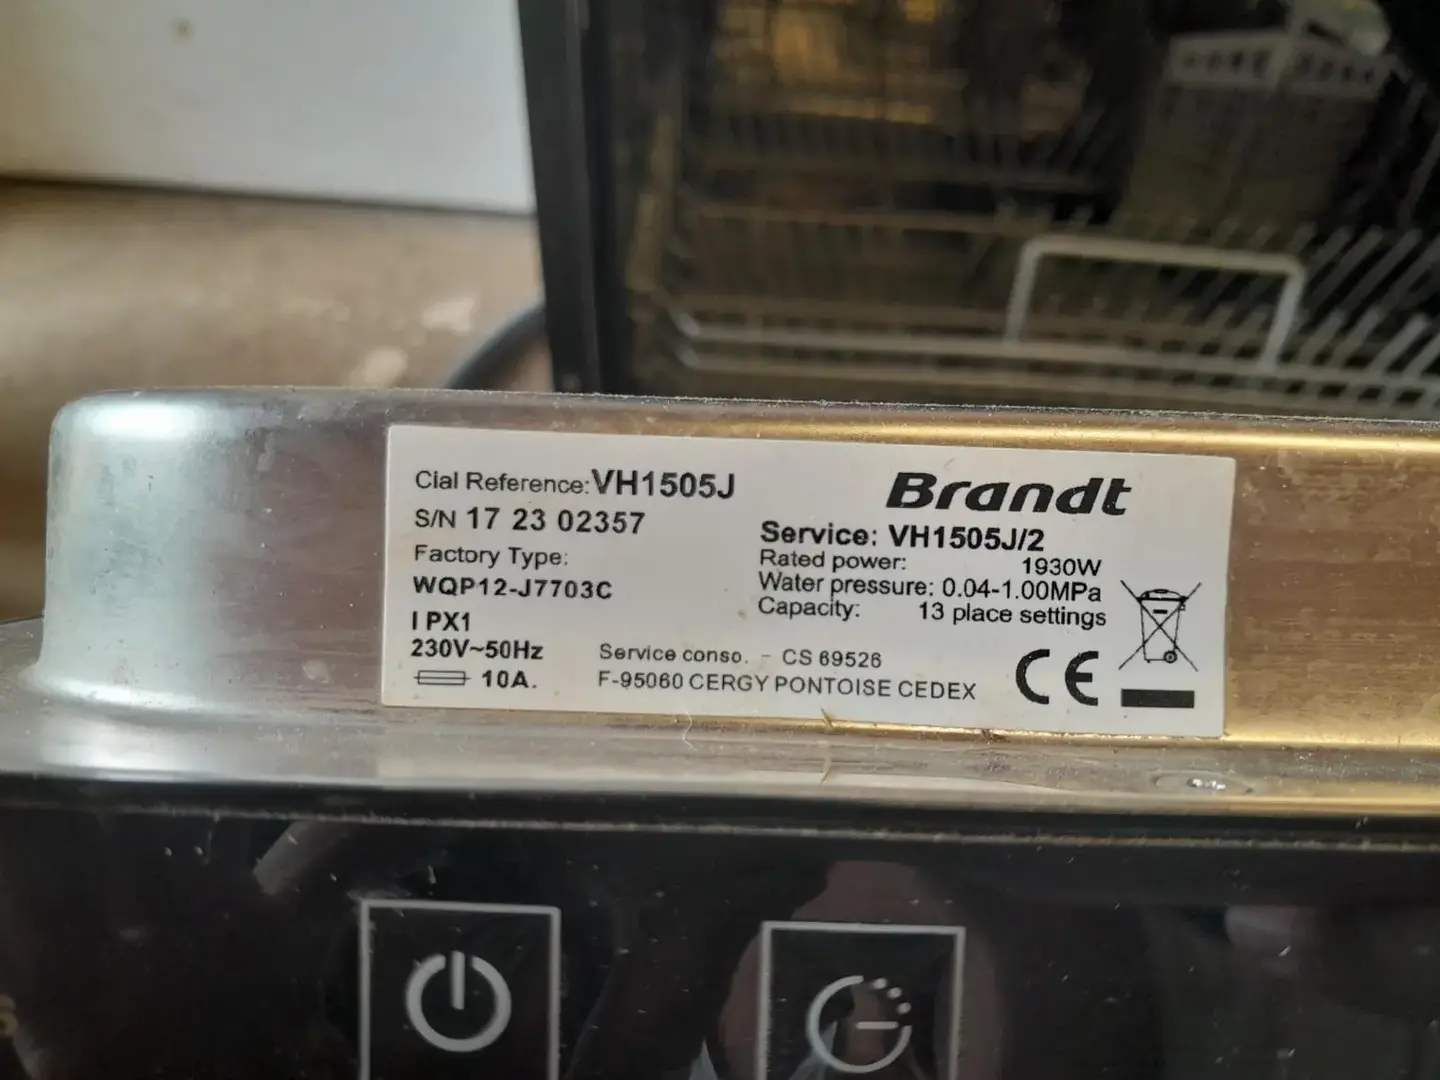 Cial Reference:VH1505J
S/N 17 23 02357
Factory Type:
WQP12-J7703C
IPX1
230V~50Hz
10A.
Brandt
Service: VH1505J/2
Rated power: 1930W
Water pressure: 0.04-1.00MPa
Capacity: 13 place settings
Service conso. - CS 69526
F-95060 CERGY PONTOISE CEDEX
CE